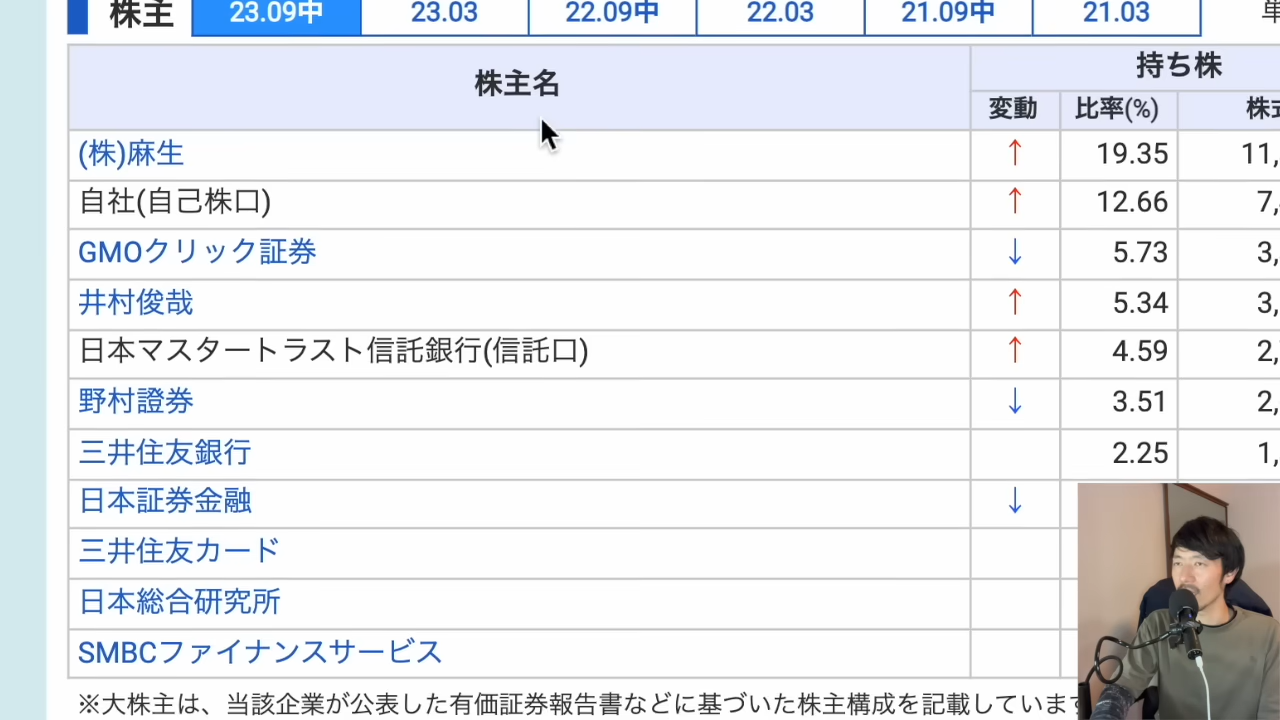 株主 23.09中 23.03 22.09中 22.03 21.09中 21.03
株主名 持ち株
変動 比率(%)
(株)麻生 ↑ 19.35 11,
自社(自己株口) ↑ 12.66 7,
GMOクリック証券 ↓ 5.73 3,
井村俊哉 ↑ 5.34 3,
日本マスタートラスト信託銀行(信託口) ↑ 4.59 2,
野村證券 ↓ 3.51 2,
三井住友銀行 2.25 1,
日本証券金融 ↓
三井住友カード
日本総合研究所
SMBCファイナンスサービス
※大株主は、当該企業が公表した有価証券報告書などに基づいた株主構成を記載していま